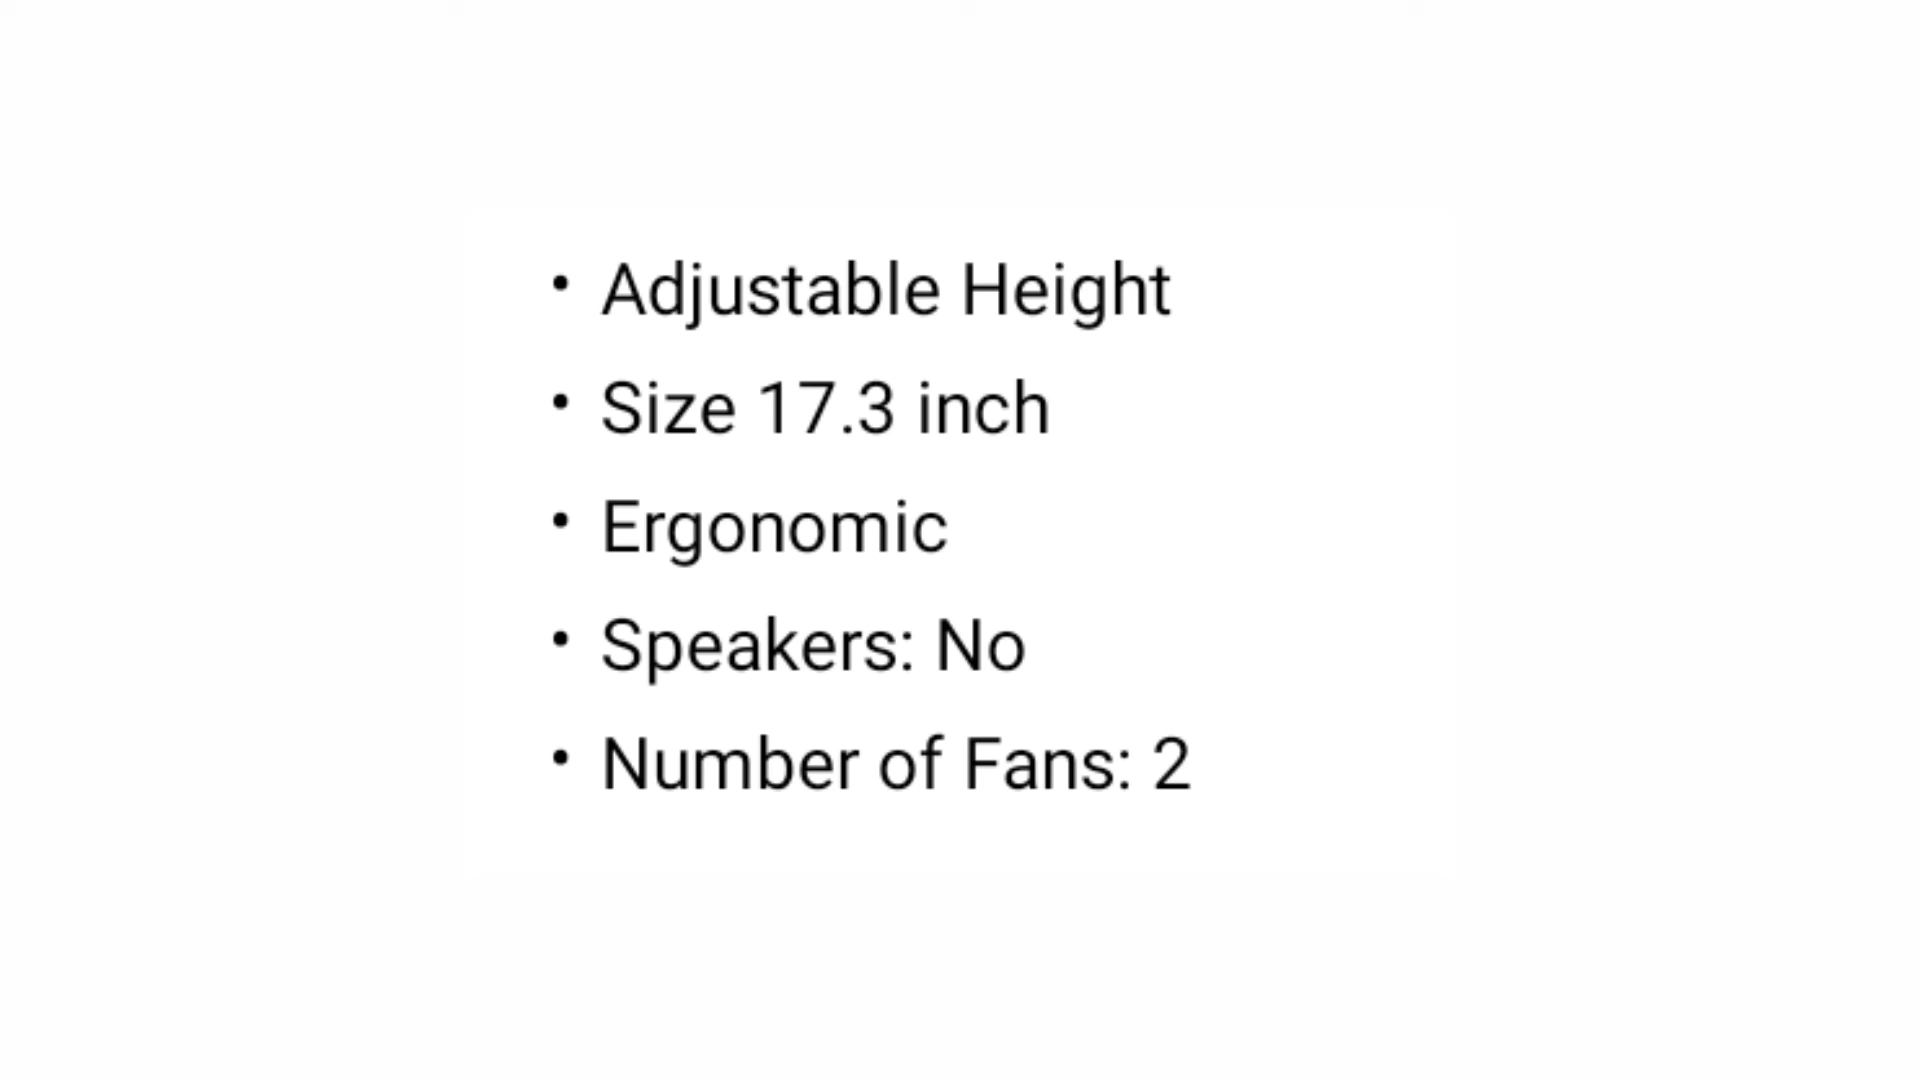 • Adjustable Height
• Size 17.3 inch
• Ergonomic
• Speakers: No
• Number of Fans: 2